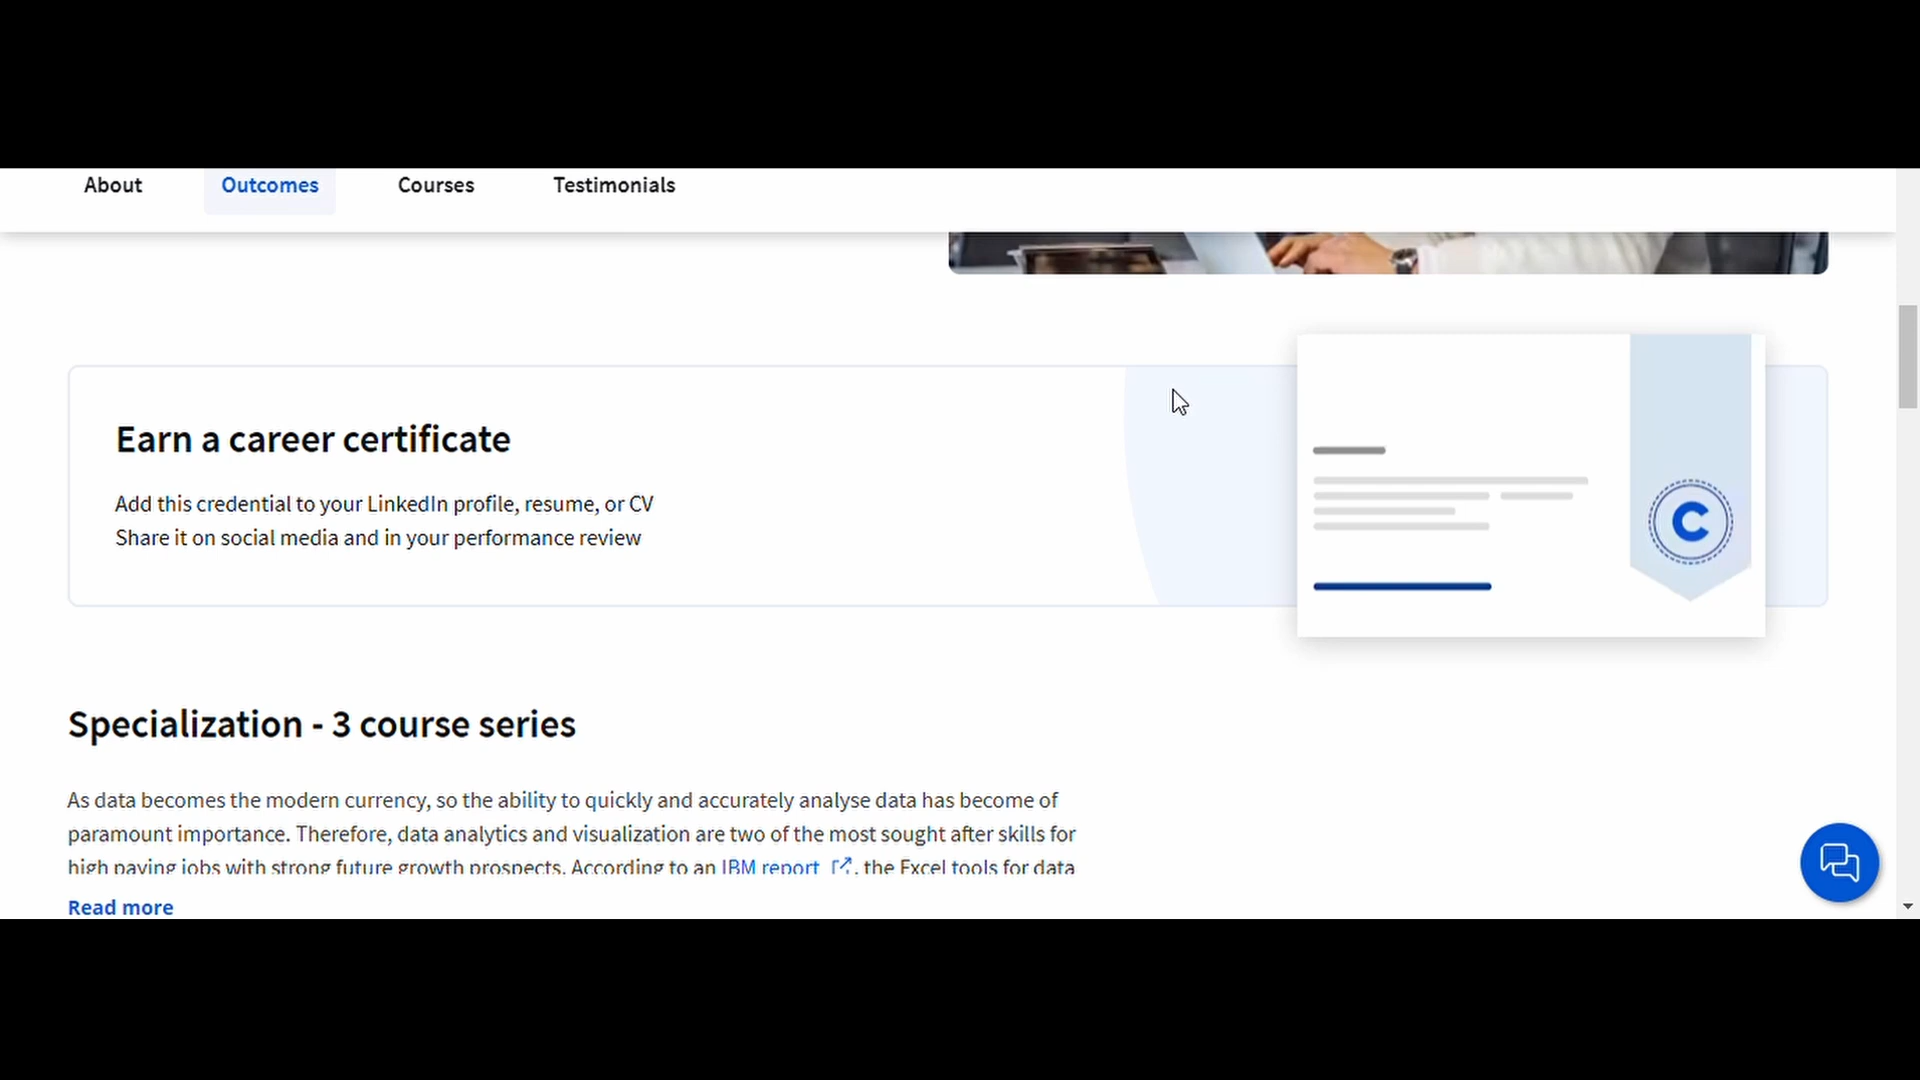 About Outcomes Courses Testimonials
Earn a career certificate
Add this credential to your LinkedIn profile, resume, or CV
Share it on social media and in your performance review
C
Specialization - 3 course series
As data becomes the modern currency, so the ability to quickly and accurately analyse data has become of
paramount importance. Therefore, data analytics and visualization are two of the most sought after skills for
high paying jobs with strong future growth prospects. According to an IBM report, the Excel tools for data
Read more